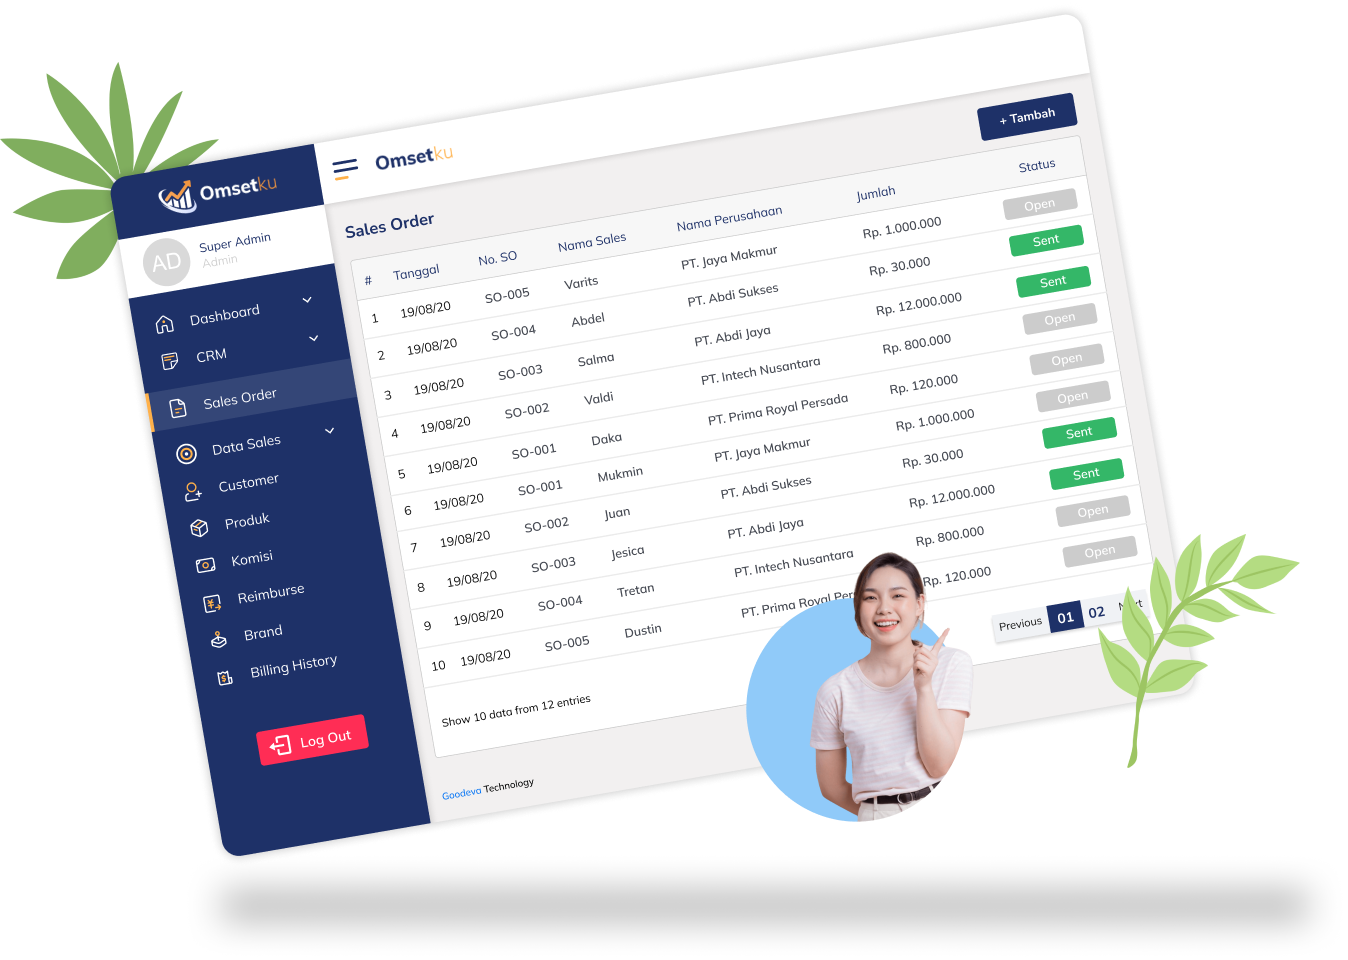 Omsetku
Super Admin
Admin
AD
Dashboard
CRM
Sales Order
Data Sales
Customer
Produk
Komisi
Reimburse
Brand
Billing History
Log Out
Omsetku
+ Tambah
Sales Order
# Tanggal No. SO Nama Sales Nama Perusahaan Jumlah Status
1 19/08/20 SO-005 Varits PT. Jaya Makmur Rp. 1.000.000 Open
2 19/08/20 SO-004 Abdel PT. Abdi Sukses Rp. 30.000 Sent
3 19/08/20 SO-003 Salma PT. Abdi Jaya Rp. 12.000.000 Sent
4 19/08/20 SO-002 Valdi PT. Intech Nusantara Rp. 800.000 Open
5 19/08/20 SO-001 Daka PT. Prima Royal Persada Rp. 120.000 Open
6 19/08/20 SO-001 Mukmin PT. Jaya Makmur Rp. 1.000.000 Open
7 19/08/20 SO-002 Juan PT. Abdi Sukses Rp. 30.000 Sent
8 19/08/20 SO-003 Jesica PT. Abdi Jaya Rp. 12.000.000 Sent
9 19/08/20 SO-004 Tretan PT. Intech Nusantara Rp. 800.000 Open
10 19/08/20 SO-005 Dustin PT. Prima Royal Rp. 120.000 Open
Show 10 data from 12 entries
Previous 01 02
Goodeva Technology